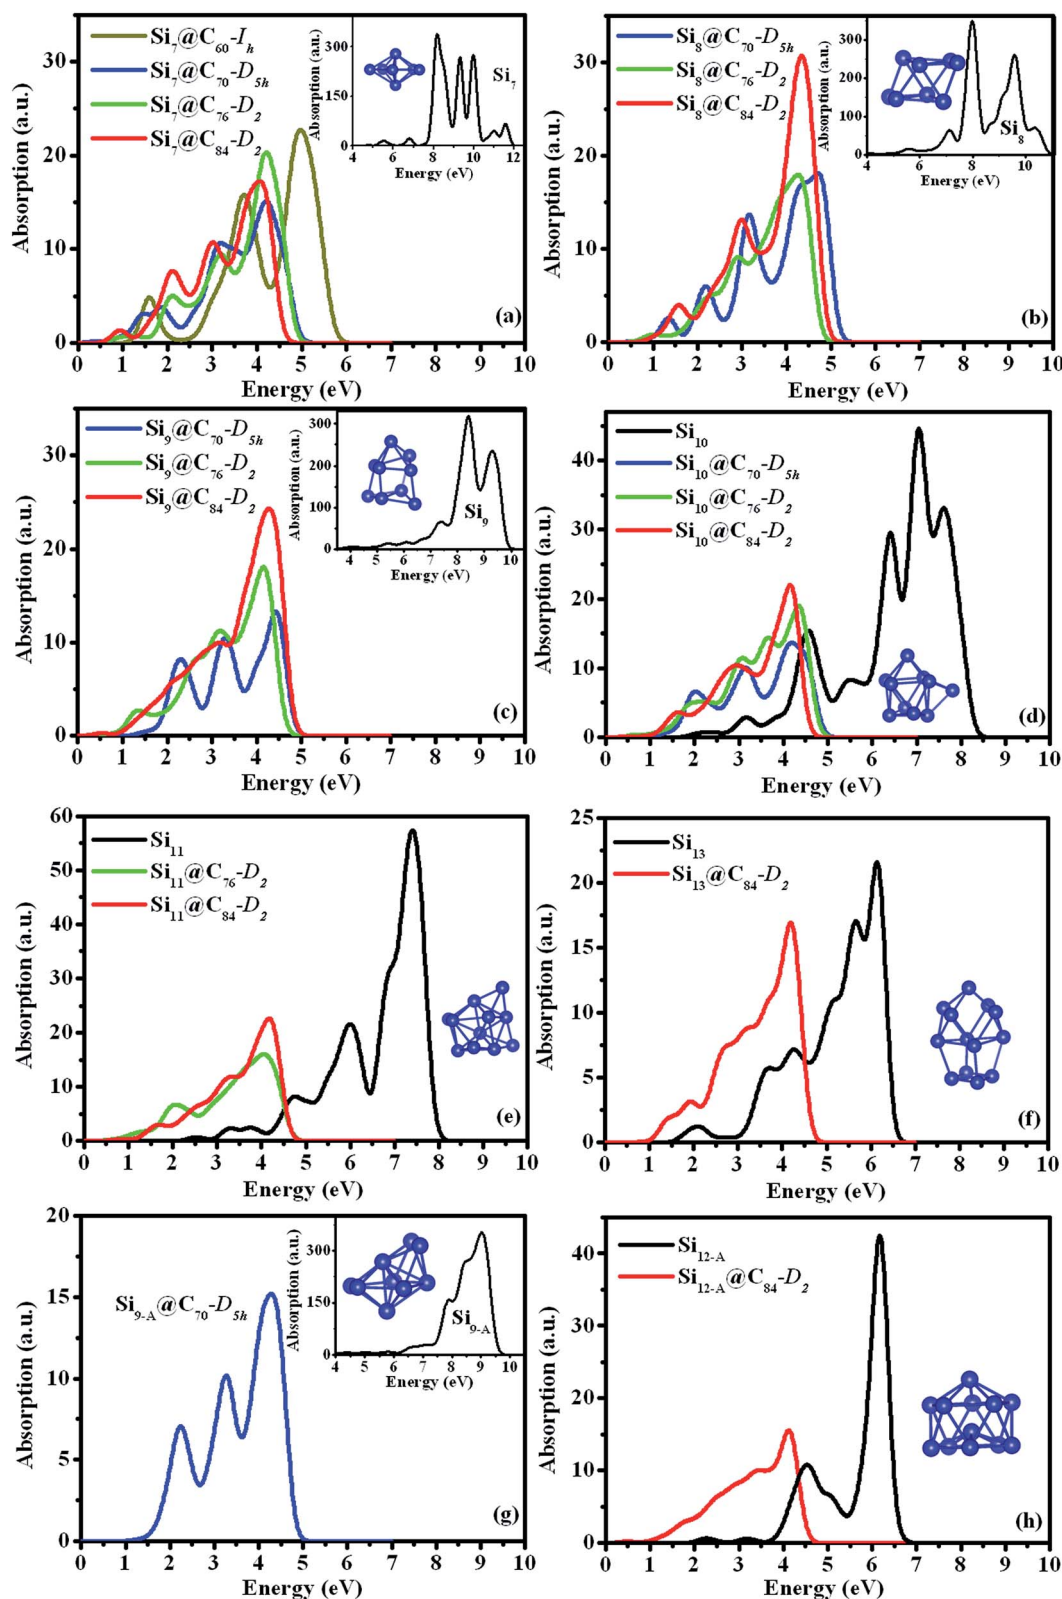 Si7@C60-Ih
Si7@C70-D5h
Si7@C76-D2
Si7@C84-D2
Absorption (a.u.)
0
10
20
30
0 1 2 3 4 5 6 7 8 9 10
Energy (eV)
(a)
Absorption (a.u.)
0
150
300
4 6 8 10 12
Energy (eV)
Si7
Si8@C70-D5h
Si8@C76-D2
Si8@C84-D2
Absorption (a.u.)
0
10
20
30
0 1 2 3 4 5 6 7 8 9 10
Energy (eV)
(b)
Absorption (a.u.)
0
100
200
300
4 5 6 7 8 9 10
Energy (eV)
Si8
Si9@C70-D5h
Si9@C76-D2
Si9@C84-D2
Absorption (a.u.)
0
10
20
30
0 1 2 3 4 5 6 7 8 9 10
Energy (eV)
(c)
Absorption (a.u.)
0
100
200
300
4 5 6 7 8 9 10
Energy (eV)
Si9
Si10
Si10@C70-D5h
Si10@C76-D2
Si10@C84-D2
Absorption (a.u.)
0
10
20
30
40
0 1 2 3 4 5 6 7 8 9 10
Energy (eV)
(d)
Si11
Si11@C76-D2
Si11@C84-D2
Absorption (a.u.)
0
10
20
30
40
50
60
0 1 2 3 4 5 6 7 8 9 10
Energy (eV)
(e)
Si13
Si13@C84-D2
Absorption (a.u.)
0
5
10
15
20
25
0 1 2 3 4 5 6 7 8 9 10
Energy (eV)
(f)
Si9-A@C70-D5h
Absorption (a.u.)
0
5
10
15
20
0 1 2 3 4 5 6 7 8 9 10
Energy (eV)
(g)
Absorption (a.u.)
0
150
300
4 5 6 7 8 9 10
Energy (eV)
Si9-A
Si12-A
Si12-A@C84-D2
Absorption (a.u.)
0
10
20
30
40
0 1 2 3 4 5 6 7 8 9 10
Energy (eV)
(h)